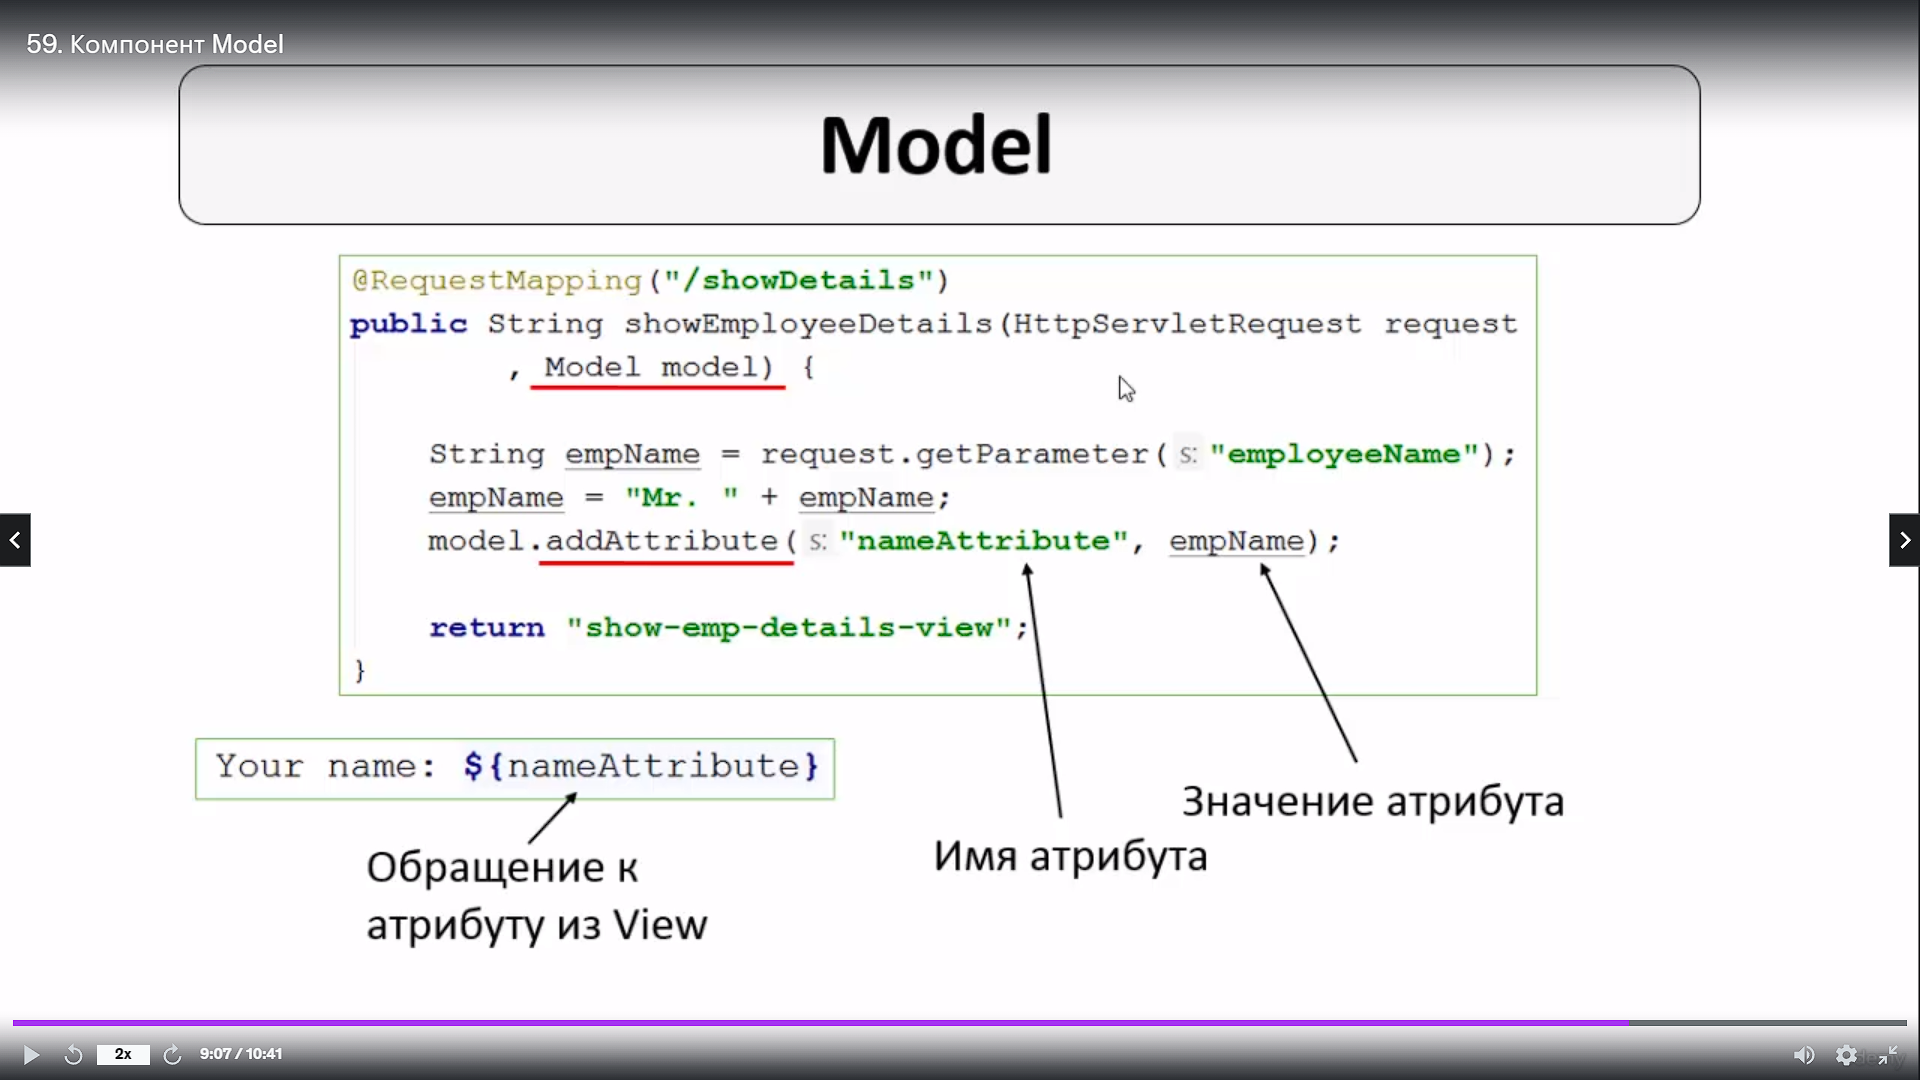 59. Компонент Model
Model
@RequestMapping("/showDetails")
public String showEmployeeDetails(HttpServletRequest request
, Model model) {
String empName = request.getParameter( s: "employeeName");
empName = "Mr. " + empName;
model.addAttribute( s: "nameAttribute", empName);
return "show-emp-details-view";
}
Your name: ${nameAttribute}
Обращение к
атрибуту из View
Имя атрибута
Значение атрибута
2x
9:07 / 10:41